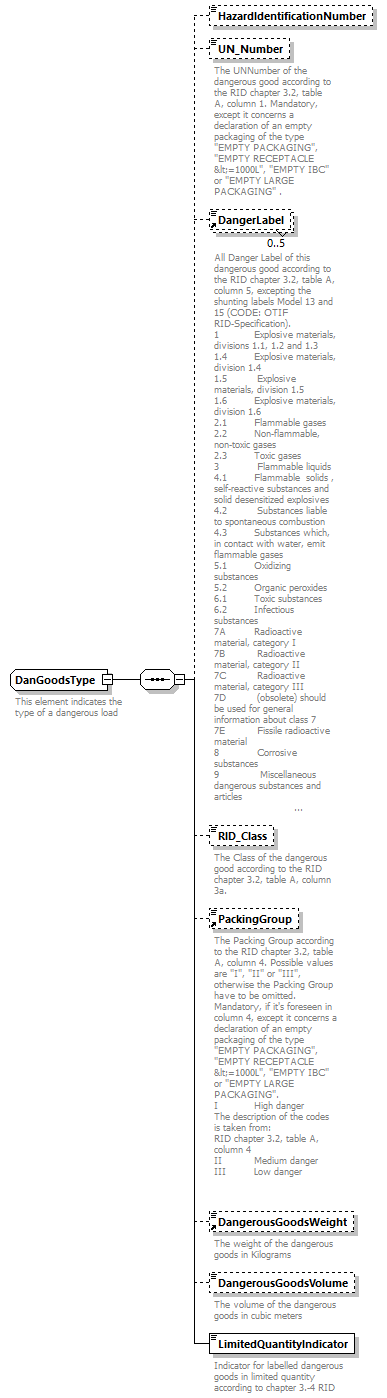 HazardIdentificationNumber
UN_Number
The UNNumber of the
dangerous good according to
the RID chapter 3.2, table
A, column 1. Mandatory,
except it concerns a
declaration of an empty
packaging of the type
"EMPTY PACKAGING",
"EMPTY RECEPTACLE
&lt;=1000L", "EMPTY IBC"
or "EMPTY LARGE
PACKAGING" .
DangerLabel
0..5
All Danger Label of this
dangerous good according to
the RID chapter 3.2, table A,
column 5, excepting the
shunting labels Model 13 and
15 (CODE: OTIF
RID-Specification).
1 Explosive materials,
divisions 1.1, 1.2 and 1.3
1.4 Explosive materials,
division 1.4
1.5 Explosive
materials, division 1.5
1.6 Explosive materials,
division 1.6
2.1 Flammable gases
2.2 Non-flammable,
non-toxic gases
2.3 Toxic gases
3 Flammable liquids
4.1 Flammable solids ,
self-reactive substances and
solid desensitized explosives
4.2 Substances liable
to spontaneous combustion
4.3 Substances which,
in contact with water, emit
flammable gases
5.1 Oxidizing
substances
5.2 Organic peroxides
6.1 Toxic substances
6.2 Infectious
substances
7A Radioactive
material, category I
7B Radioactive
material, category II
7C Radioactive
material, category III
7D (obsolete) should
be used for general
information about class 7
7E Fissile radioactive
material
8 Corrosive
substances
9 Miscellaneous
dangerous substances and
articles
...
DanGoodsType
This element indicates the
type of a dangerous load
RID_Class
The Class of the dangerous
good according to the RID
chapter 3.2, table A, column
3a.
PackingGroup
The Packing Group according
to the RID chapter 3.2, table
A, column 4. Possible values
are "I", "II" or "III",
otherwise the Packing Group
have to be omitted.
Mandatory, if it's foreseen in
column 4, except it concerns a
declaration of an empty
packaging of the type
"EMPTY PACKAGING",
"EMPTY RECEPTACLE
&lt;=1000L", "EMPTY IBC"
or "EMPTY LARGE
PACKAGING",
I High danger
The description of the codes
is taken from:
RID chapter 3.2, table A,
column 4
II Medium danger
III Low danger
DangerousGoodsWeight
The weight of the dangerous
goods in Kilograms
DangerousGoodsVolume
The volume of the dangerous
goods in cubic meters
LimitedQuantityIndicator
Indicator for labelled dangerous
goods in limited quantity
according to chapter 3.-4 RID